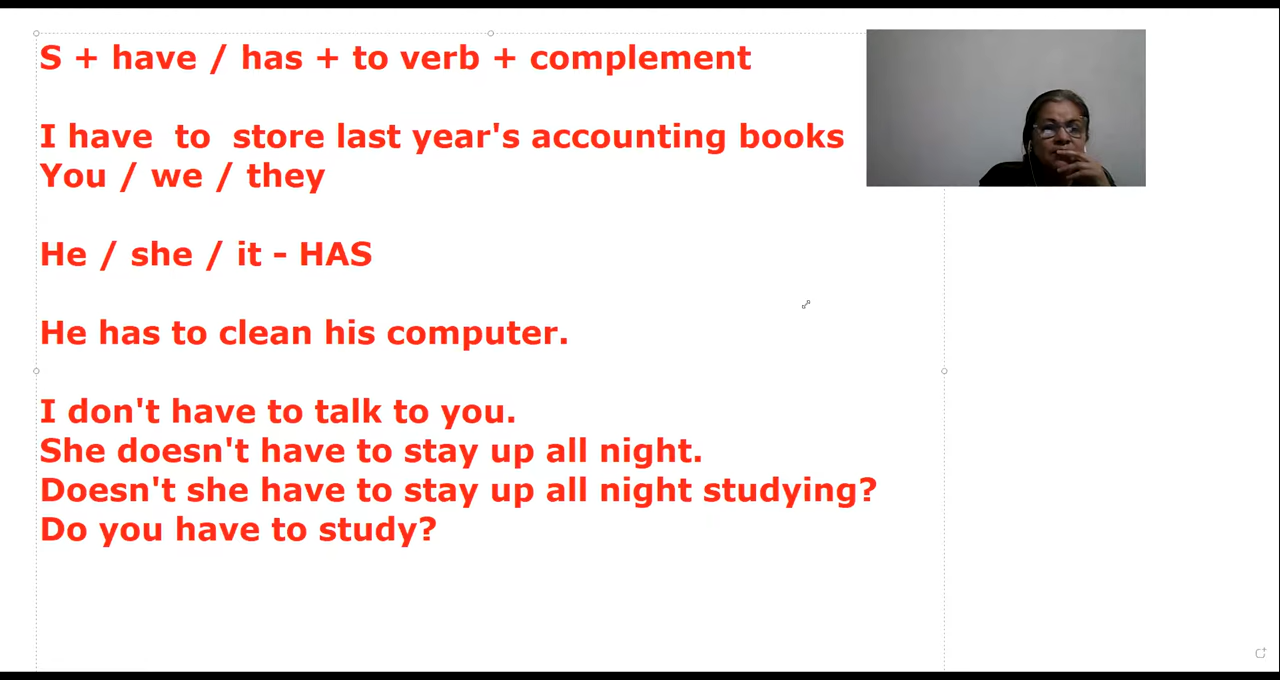 S + have / has + to verb + complement
I have  to  store last year's accounting books
You / we / they
He / she / it - HAS
He has to clean his computer.
I don't have to talk to you.
She doesn't have to stay up all night.
Doesn't she have to stay up all night studying?
Do you have to study?